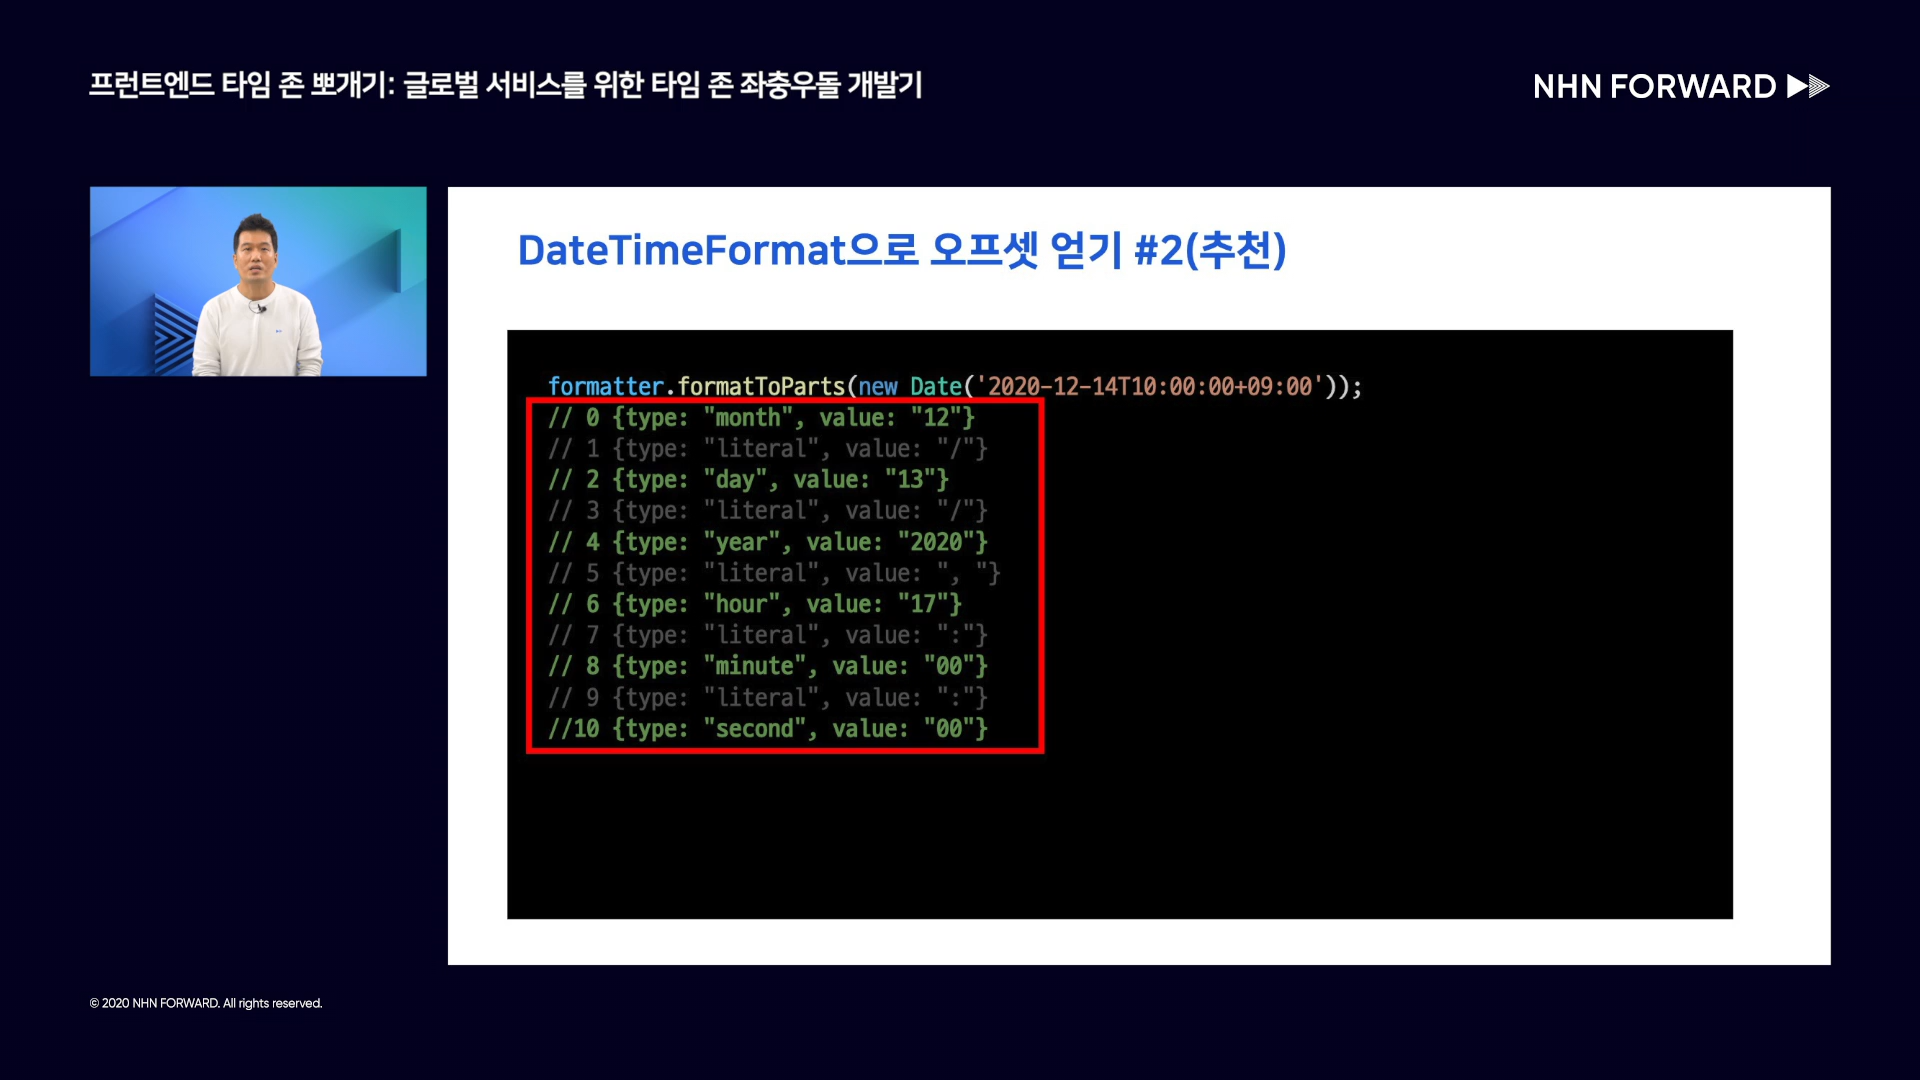 프런트엔드 타임 존 뽀개기: 글로벌 서비스를 위한 타임 존 좌충우돌 개발기
NHN FORWARD
DateTimeFormat으로 오프셋 얻기 #2(추천)
formatter.formatToParts(new Date('2020-12-14T10:00:00+09:00'));
// 0 {type: "month", value: "12"}
// 1 {type: "literal", value: "/"}
// 2 {type: "day", value: "13"}
// 3 {type: "literal", value: "/"}
// 4 {type: "year", value: "2020"}
// 5 {type: "literal", value: ", "}
// 6 {type: "hour", value: "17"}
// 7 {type: "literal", value: ":"}
// 8 {type: "minute", value: "00"}
// 9 {type: "literal", value: ":"}
//10 {type: "second", value: "00"}
© 2020 NHN FORWARD. All rights reserved.